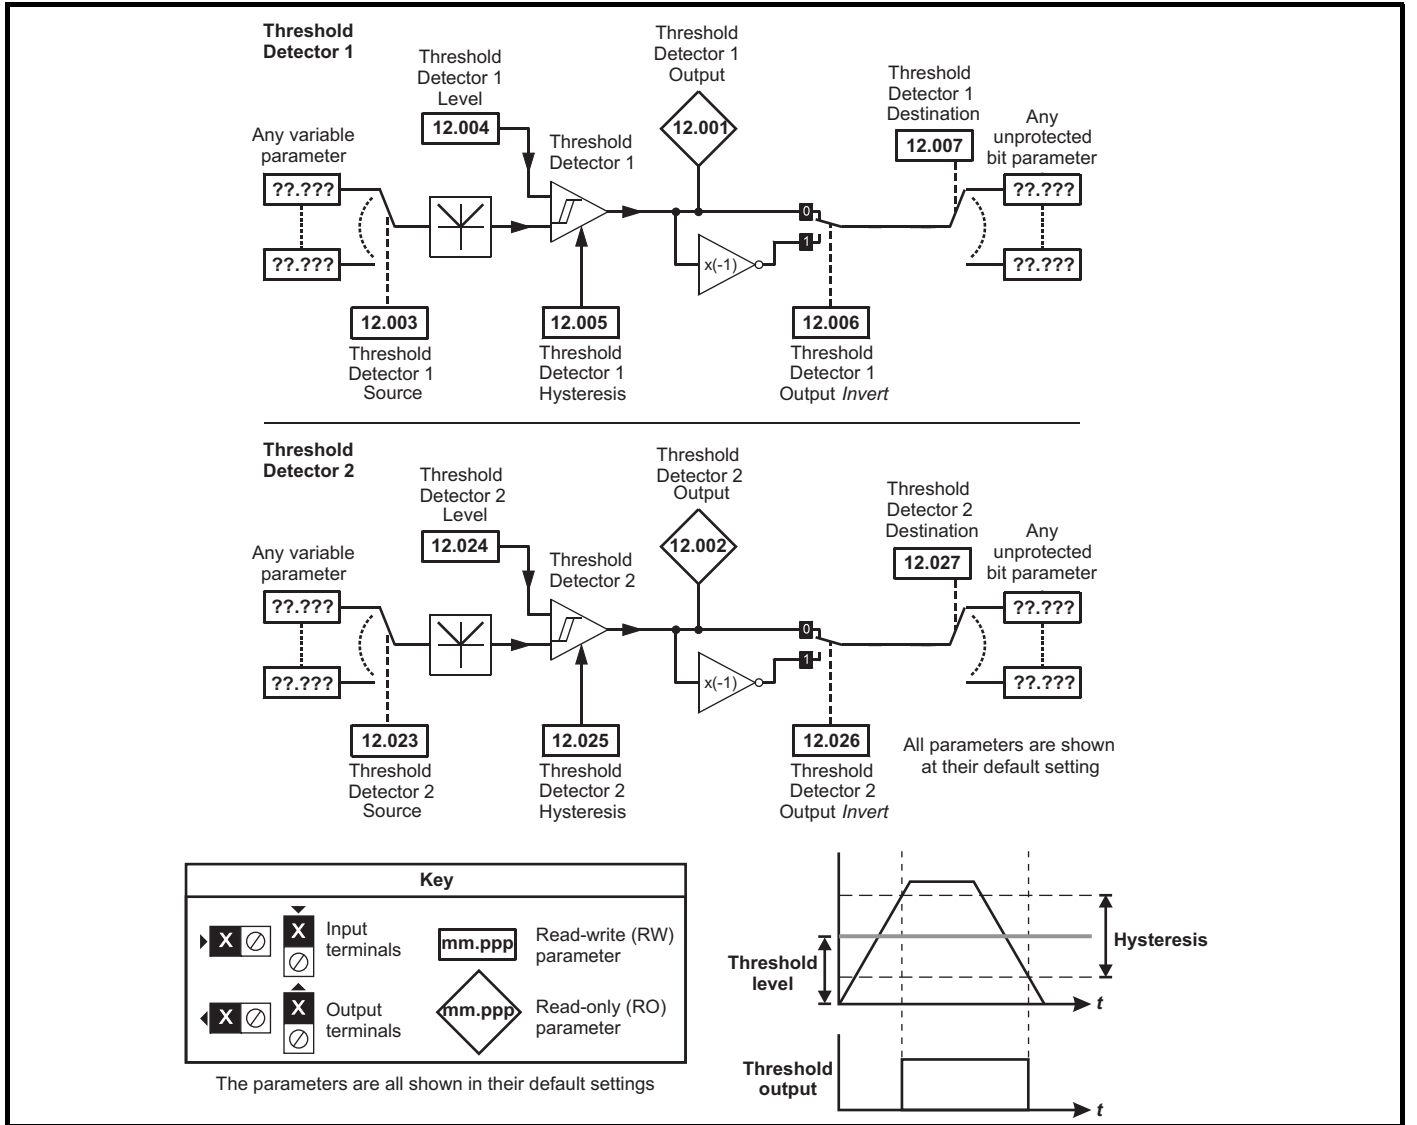 Threshold
Detector 1
Threshold
Detector 1
Level
12.004
Threshold
Detector 1
Output
12.001
Threshold
Detector 1
Destination
12.007
Any variable
parameter
??.???
??.???
Threshold
Detector 1
Any
unprotected
bit parameter
??.???
??.???
0
1
x(-1)
12.003
Threshold
Detector 1
Source
12.005
Threshold
Detector 1
Hysteresis
12.006
Threshold
Detector 1
Output Invert
Threshold
Detector 2
Threshold
Detector 2
Level
12.024
Threshold
Detector 2
Output
12.002
Threshold
Detector 2
Destination
12.027
Any variable
parameter
??.???
??.???
Threshold
Detector 2
Any
unprotected
bit parameter
??.???
??.???
0
1
x(-1)
12.023
Threshold
Detector 2
Source
12.025
Threshold
Detector 2
Hysteresis
12.026
Threshold
Detector 2
Output Invert
All parameters are shown
at their default setting
Key
X
X
Input
terminals
mm.ppp
Read-write (RW)
parameter
X
X
Output
terminals
mm.ppp
Read-only (RO)
parameter
The parameters are all shown in their default settings
Threshold
level
Hysteresis
t
Threshold
output
t